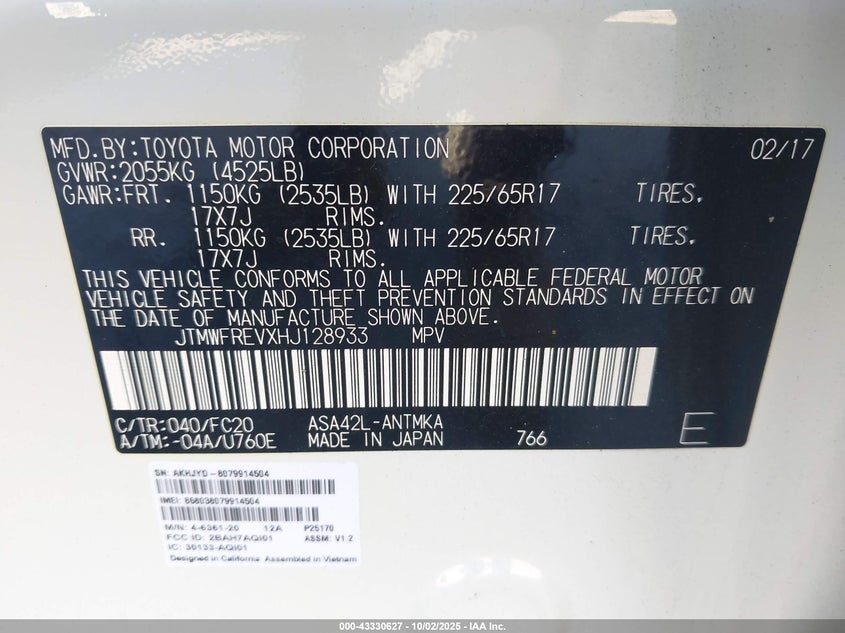 MFD.BY:TOYOTA MOTOR CORPORATION 02/17
GVWR:2055KG (4525LB)
GAWR:FRT. 1150KG (2535LB) WITH 225/65R17 TIRES.
17X7J RIMS.
RR. 1150KG (2535LB) WITH 225/65R17 TIRES.
17X7J RIMS.
THIS VEHICLE CONFORMS TO ALL APPLICABLE FEDERAL MOTOR
VEHICLE SAFETY AND THEFT PREVENTION STANDARDS IN EFFECT ON
THE DATE OF MANUFACTURE SHOWN ABOVE.
JTMWFREVXHJ128933 MPV
C/TR:040/FC20 ASA42L-ANTMKA
A/TM:-04A/U760E MADE IN JAPAN 766 E
SN: AKHJYD-8079914504
IMEI: 868038079914504
M/N: 4-6361-20 12A P25170
FCC ID: 2BAH7AQI01 ASSM: V1.2
IC: 30133-AQI01
Designed in California Assembled in Vietnam
000-43330627 - 10/02/2025 - IAA Inc.